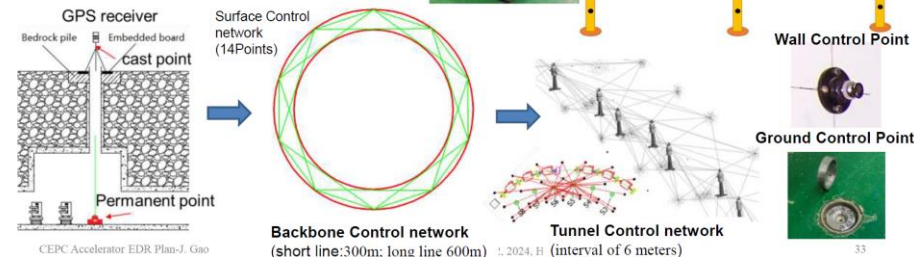 GPS receiver
Bedrock pile
Embedded board
cast point
Permanent point
Surface Control
network
(14Points)
Backbone Control network
(short line:300m; long line 600m)
Tunnel Control network
(interval of 6 meters)
Wall Control Point
Ground Control Point
CEPC Accelerator EDR Plan-J. Gao
, 2024, H
33